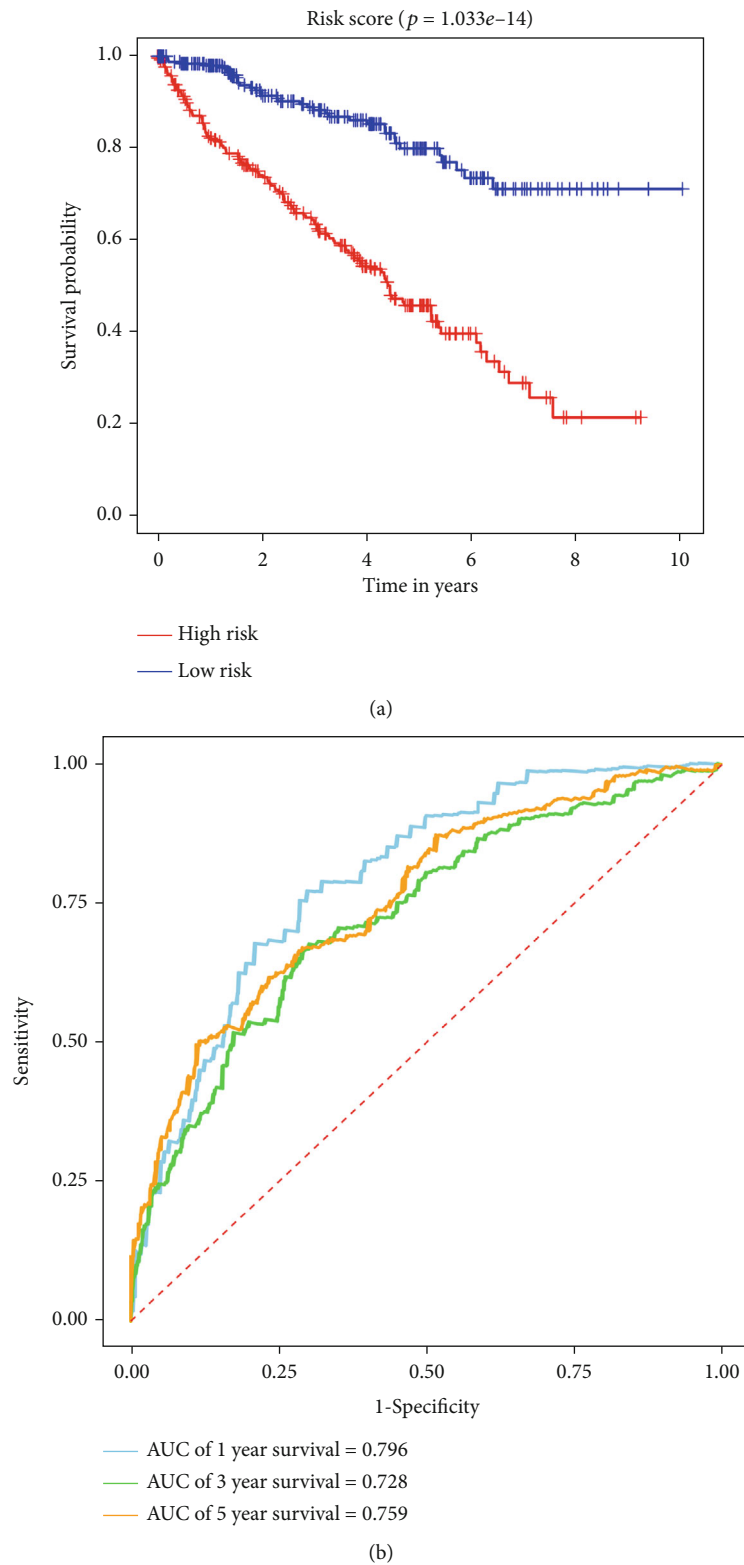 Risk score (p = 1.033e–14)
1.0
0.8
0.6
0.4
0.2
0.0
Survival probability
0
2
4
6
8
10
Time in years
High risk
Low risk
(a)
1.00
0.75
0.50
0.25
0.00
Sensitivity
0.00
0.25
0.50
0.75
1.00
1-Specificity
AUC of 1 year survival = 0.796
AUC of 3 year survival = 0.728
AUC of 5 year survival = 0.759
(b)